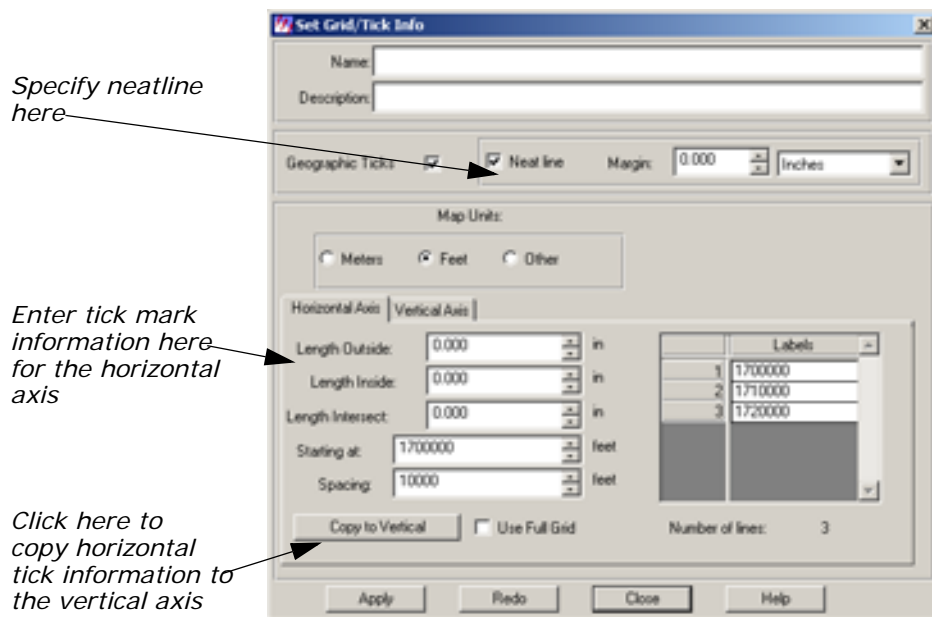 Set Grid/Tick Info
Name:
Description:
Specify neatline
here
Geographic Ticks
Neat line
Margin:
0.000
Inches
Map Units:
Meters
Feet
Other
Horizontal Axis
Vertical Axis
Enter tick mark
information here
for the horizontal
axis
Length Outside:
0.000
in
Length Inside:
0.000
in
Length Intersect:
0.000
in
Starting at:
1700000
feet
Spacing:
10000
feet
Labels
1 1700000
2 1710000
3 1720000
Click here to
copy horizontal
tick information to
the vertical axis
Copy to Vertical
Use Full Grid
Number of lines: 3
Apply
Redo
Close
Help